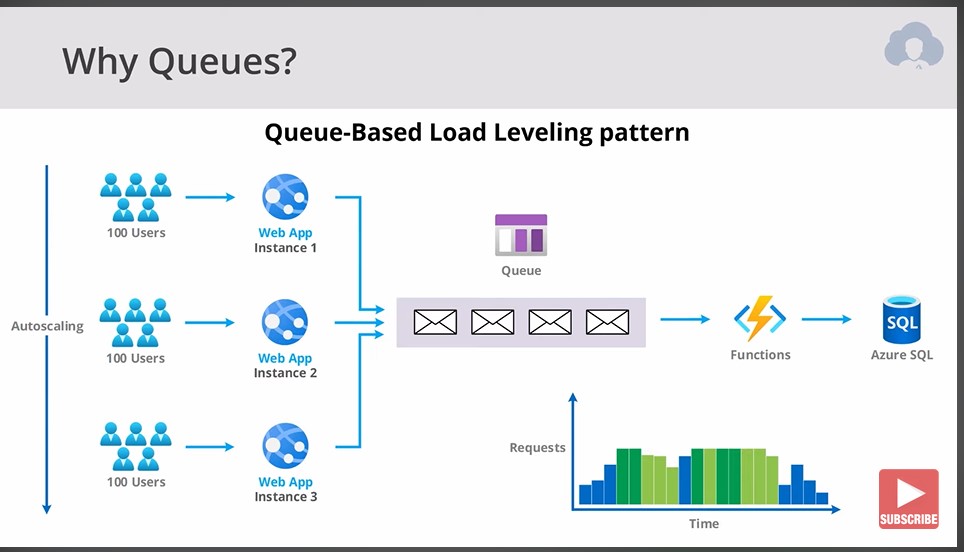 Why Queues?
Queue-Based Load Leveling pattern
Autoscaling
100 Users
Web App
Instance 1
100 Users
Web App
Instance 2
100 Users
Web App
Instance 3
Queue
Functions
SQL
Azure SQL
Requests
Time
SUBSCRIBE